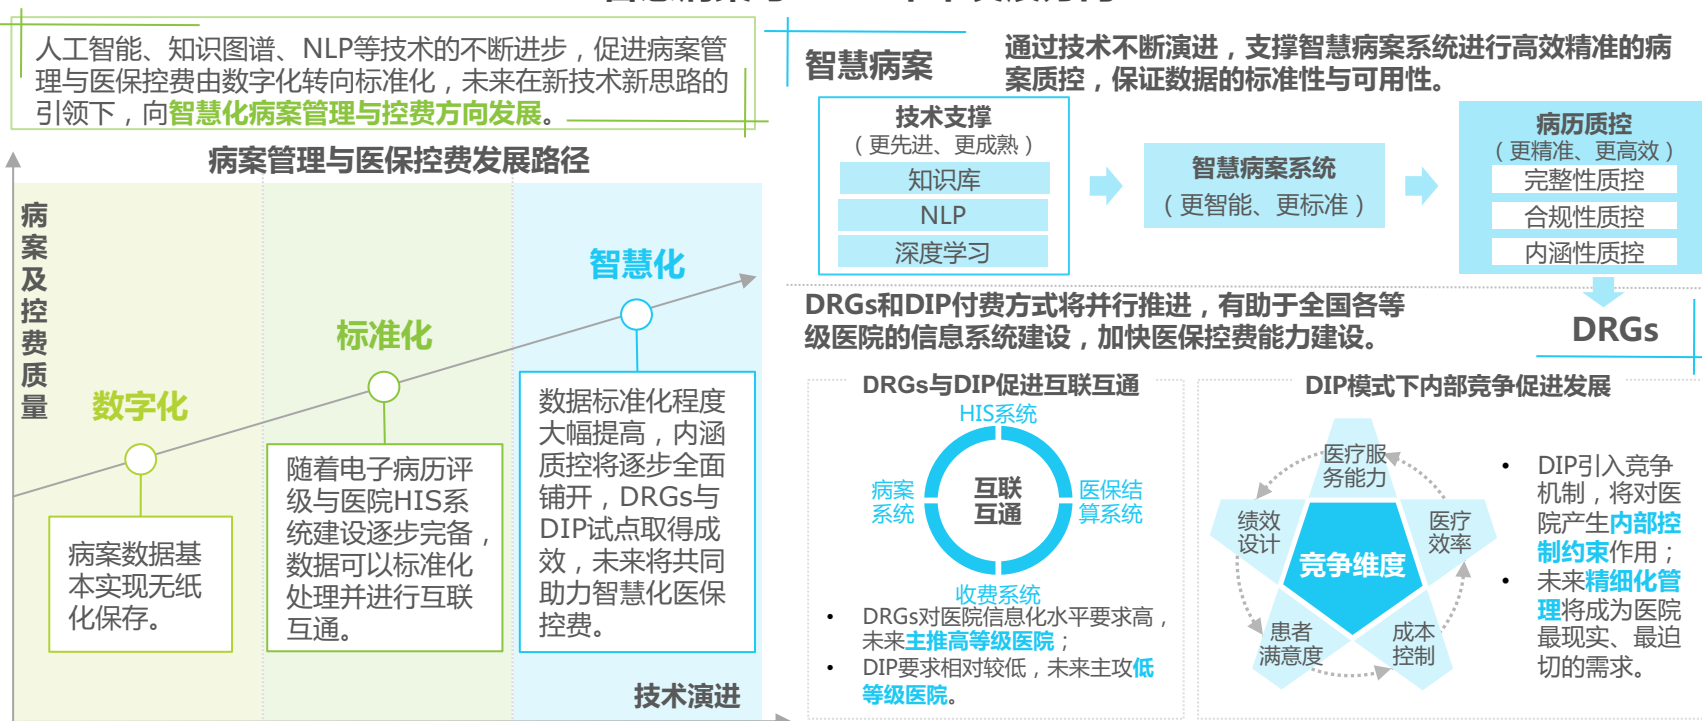 人工智能、知识图谱、NLP等技术的不断进步，促进病案管
理与医保控费由数字化转向标准化，未来在新技术新思路的
引领下，向智慧化病案管理与控费方向发展。
病案管理与医保控费发展路径
病案及控费质量
数字化
病案数据基
本实现无纸
化保存。
标准化
随着电子病历评
级与医院HIS系
统建设逐步完备，
数据可以标准化
处理并进行互联
互通。
智慧化
数据标准化程度
大幅提高，内涵
质控将逐步全面
铺开，DRGs与
DIP试点取得成
效，未来将共同
助力智慧化医保
控费。
技术演进
智慧病案
通过技术不断演进，支撑智慧病案系统进行高效精准的病
案质控，保证数据的标准性与可用性。
技术支撑
（更先进、更成熟）
知识库
NLP
深度学习
智慧病案系统
（更智能、更标准）
病历质控
（更精准、更高效）
完整性质控
合规性质控
内涵性质控
DRGs和DIP付费方式将并行推进，有助于全国各等
级医院的信息系统建设，加快医保控费能力建设。
DRGs
DRGs与DIP促进互联互通
HIS系统
病案
系统
互联
互通
医保结
算系统
收费系统
• DRGs对医院信息化水平要求高，
未来主推高等级医院；
• DIP要求相对较低，未来主攻低
等级医院。
DIP模式下内部竞争促进发展
医疗服
务能力
绩效
设计
医疗
效率
竞争维度
患者
满意度
成本
控制
• DIP引入竞争
机制，将对医
院产生内部控
制约束作用；
• 未来精细化管
理将成为医院
最现实、最迫
切的需求。